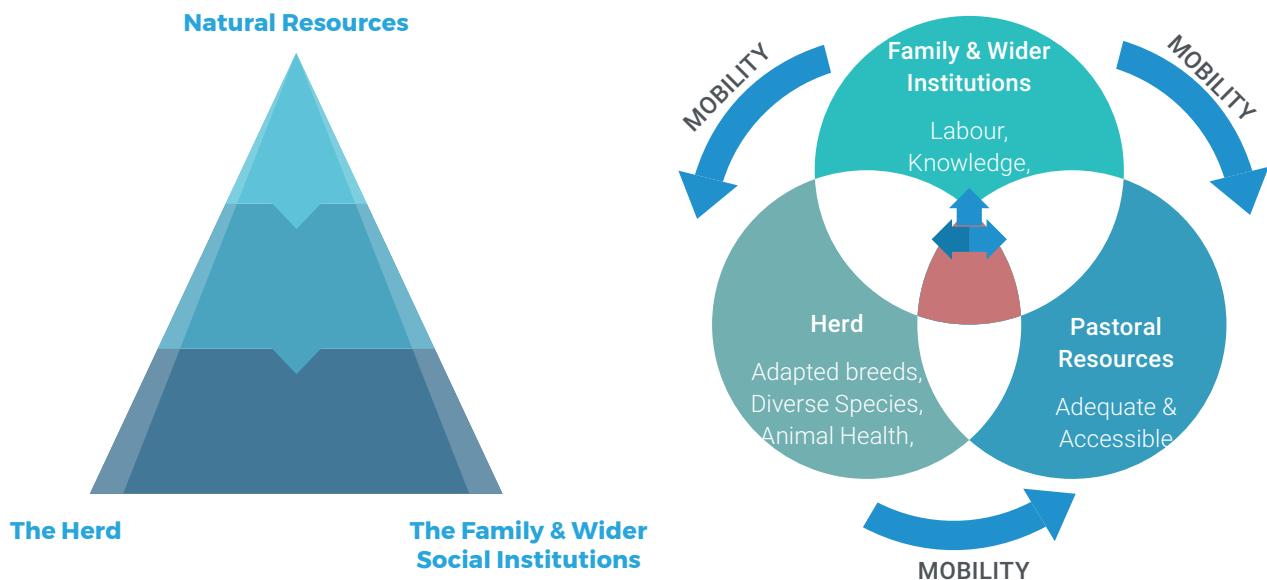 Natural Resources
The Herd
The Family & Wider
Social Institutions
MOBILITY
MOBILITY
Family & Wider
Institutions
Labour,
Knowledge,
Herd
Adapted breeds,
Diverse Species,
Animal Health,
Pastoral
Resources
Adequate &
Accessible
MOBILITY